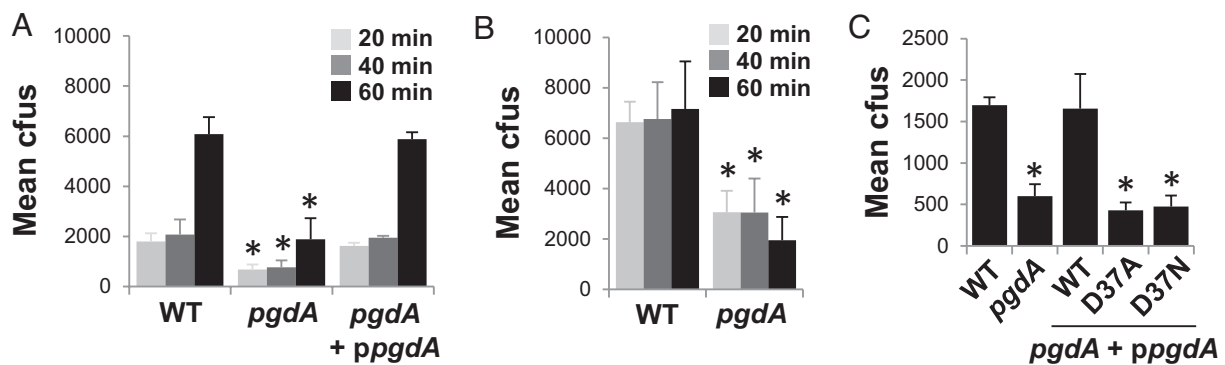 A
Mean cfus
10000
8000
6000
4000
2000
0
20 min
40 min
60 min
*
*
*
WT
pgdA
pgdA
+ ppgdA
B
Mean cfus
10000
8000
6000
4000
2000
0
20 min
40 min
60 min
*
*
*
WT
pgdA
C
Mean cfus
2500
2000
1500
1000
500
0
*
*
*
WT
pgdA
WT
D37A
D37N
pgdA + ppgdA